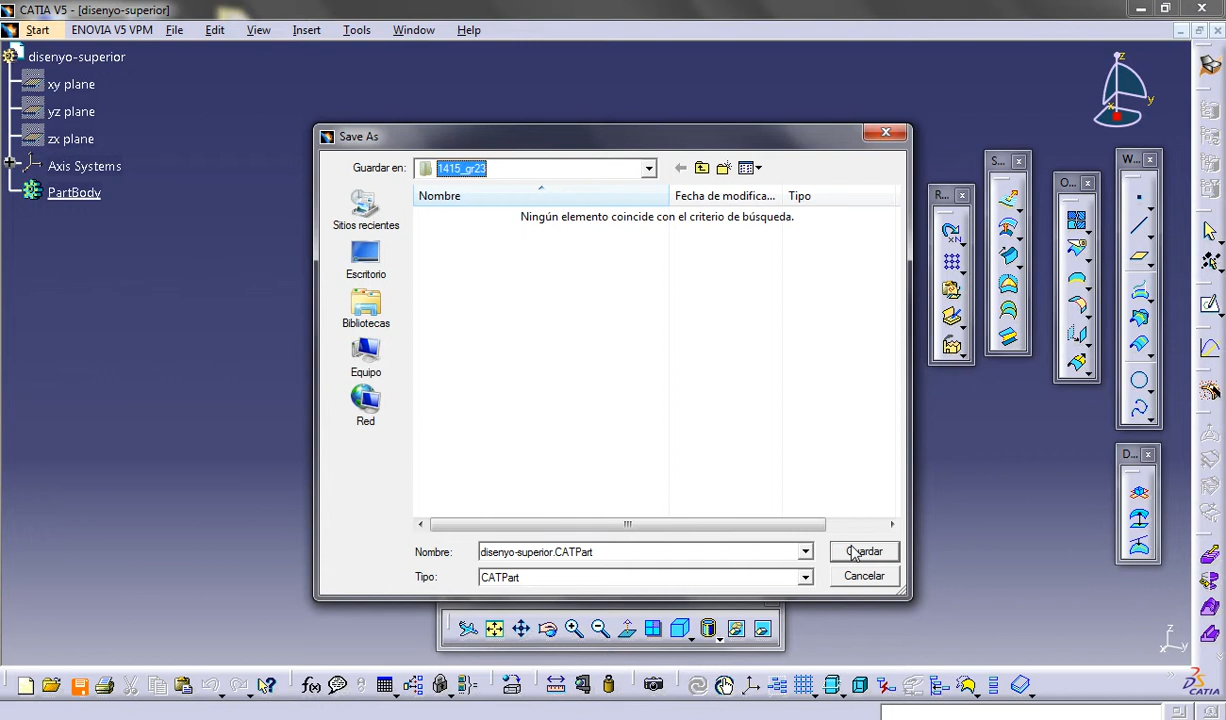 CATIA V5 - [disenyo-superior]
Start ENOVIA V5 VPM File Edit View Insert Tools Window Help
disenyo-superior
xy plane
yz plane
zx plane
Axis Systems
PartBody
z
y
x
Save As
Guardar en: 1415_gr23
Nombre Fecha de modifica... Tipo
Ningún elemento coincide con el criterio de búsqueda.
Sitios recientes
Escritorio
Bibliotecas
Equipo
Red
Nombre: disenyo-superior.CATPart Guardar
Tipo: CATPart Cancelar
R...
S...
O...
W...
D...
z
x y
f(x)
CATIA